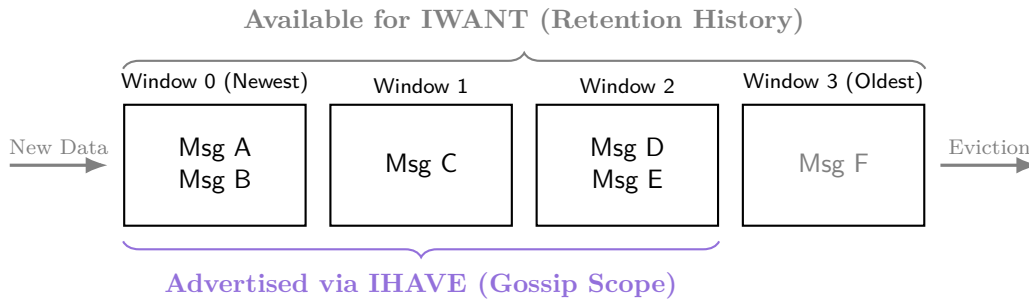 Available for IWANT (Retention History)
Window 0 (Newest)
Window 1
Window 2
Window 3 (Oldest)
New Data
Msg A
Msg B
Msg C
Msg D
Msg E
Msg F
Eviction
Advertised via IHAVE (Gossip Scope)